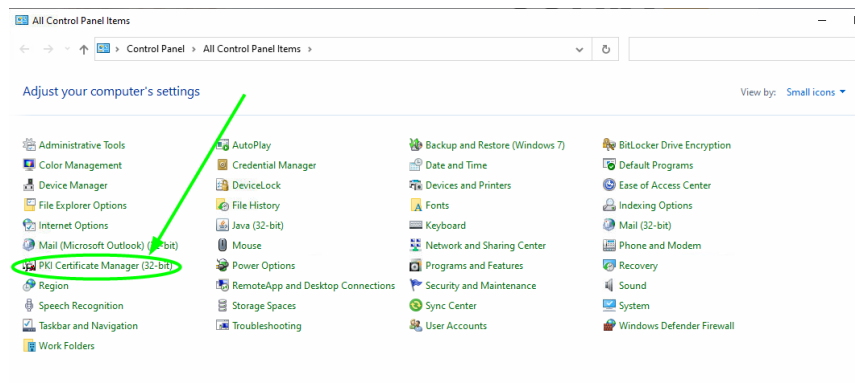 All Control Panel Items
Control Panel > All Control Panel Items >
Adjust your computer's settings
View by: Small icons
Administrative Tools AutoPlay Backup and Restore (Windows 7) BitLocker Drive Encryption
Color Management Credential Manager Date and Time Default Programs
Device Manager DeviceLock Devices and Printers Ease of Access Center
File Explorer Options File History Fonts Indexing Options
Internet Options Java (32-bit) Keyboard Mail (32-bit)
Mail (Microsoft Outlook) (32-bit) Mouse Network and Sharing Center Phone and Modem
PKI Certificate Manager (32-bit) Power Options Programs and Features Recovery
Region RemoteApp and Desktop Connections Security and Maintenance Sound
Speech Recognition Storage Spaces Sync Center System
Taskbar and Navigation Troubleshooting User Accounts Windows Defender Firewall
Work Folders